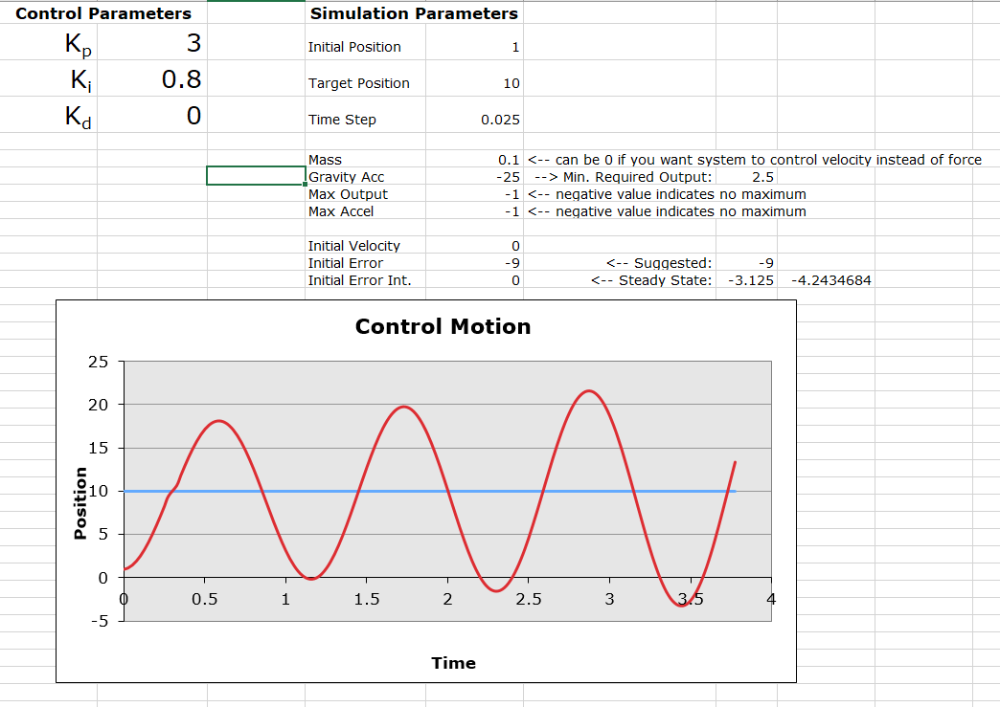 Control Parameters Simulation Parameters
Kp 3 Initial Position 1
Ki 0.8 Target Position 10
Kd 0 Time Step 0.025
Mass 0.1 <-- can be 0 if you want system to control velocity instead of force
Gravity Acc -25 --> Min. Required Output: 2.5
Max Output -1 <-- negative value indicates no maximum
Max Accel -1 <-- negative value indicates no maximum
Initial Velocity 0
Initial Error -9 <-- Suggested: -9
Initial Error Int. 0 <-- Steady State: -3.125 -4.2434684
Control Motion
25
20
15
10
5
0
-5
Position
0 0.5 1 1.5 2 2.5 3 3.5 4
Time